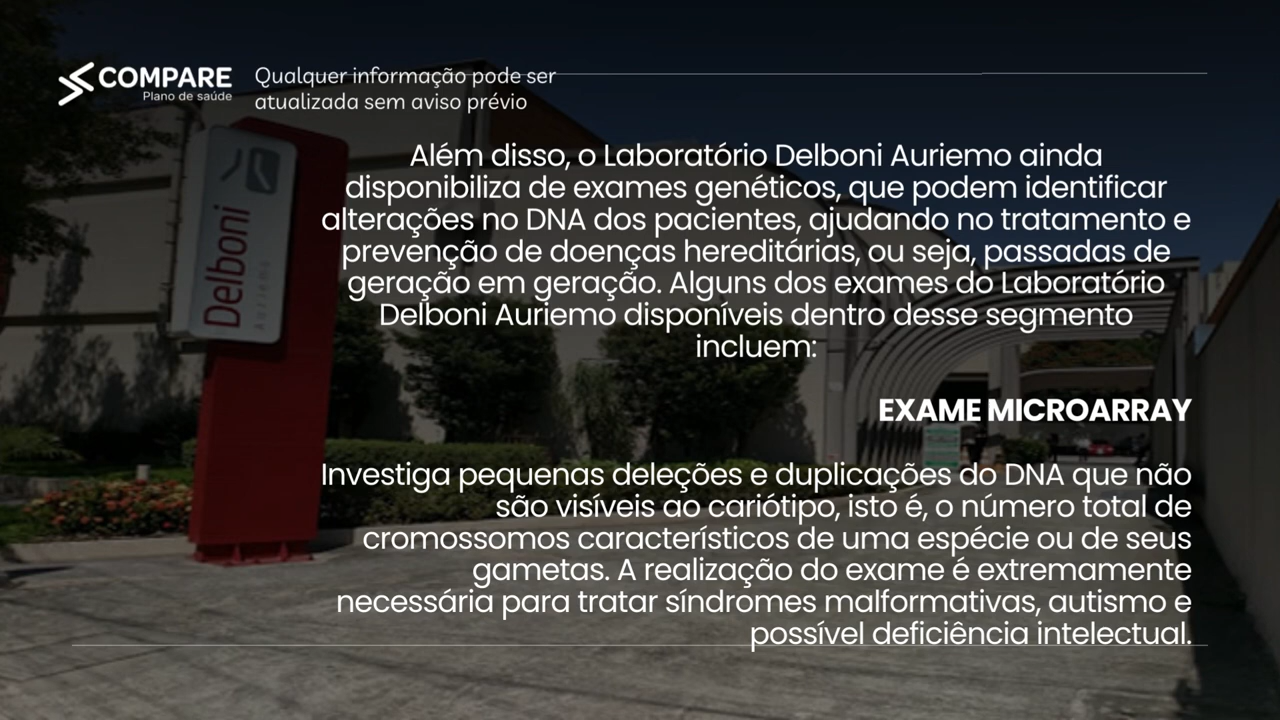 COMPARE
Plano de saúde
Qualquer informação pode ser
atualizada sem aviso prévio
Além disso, o Laboratório Delboni Auriemo ainda
disponibiliza de exames genéticos, que podem identificar
alterações no DNA dos pacientes, ajudando no tratamento e
prevenção de doenças hereditárias, ou seja, passadas de
geração em geração. Alguns dos exames do Laboratório
Delboni Auriemo disponíveis dentro desse segmento
incluem:
Delboni
Auriemo
EXAME MICROARRAY
Investiga pequenas deleções e duplicações do DNA que não
são visíveis ao cariótipo, isto é, o número total de
cromossomos característicos de uma espécie ou de seus
gametas. A realização do exame é extremamente
necessária para tratar síndromes malformativas, autismo e
possível deficiência intelectual.